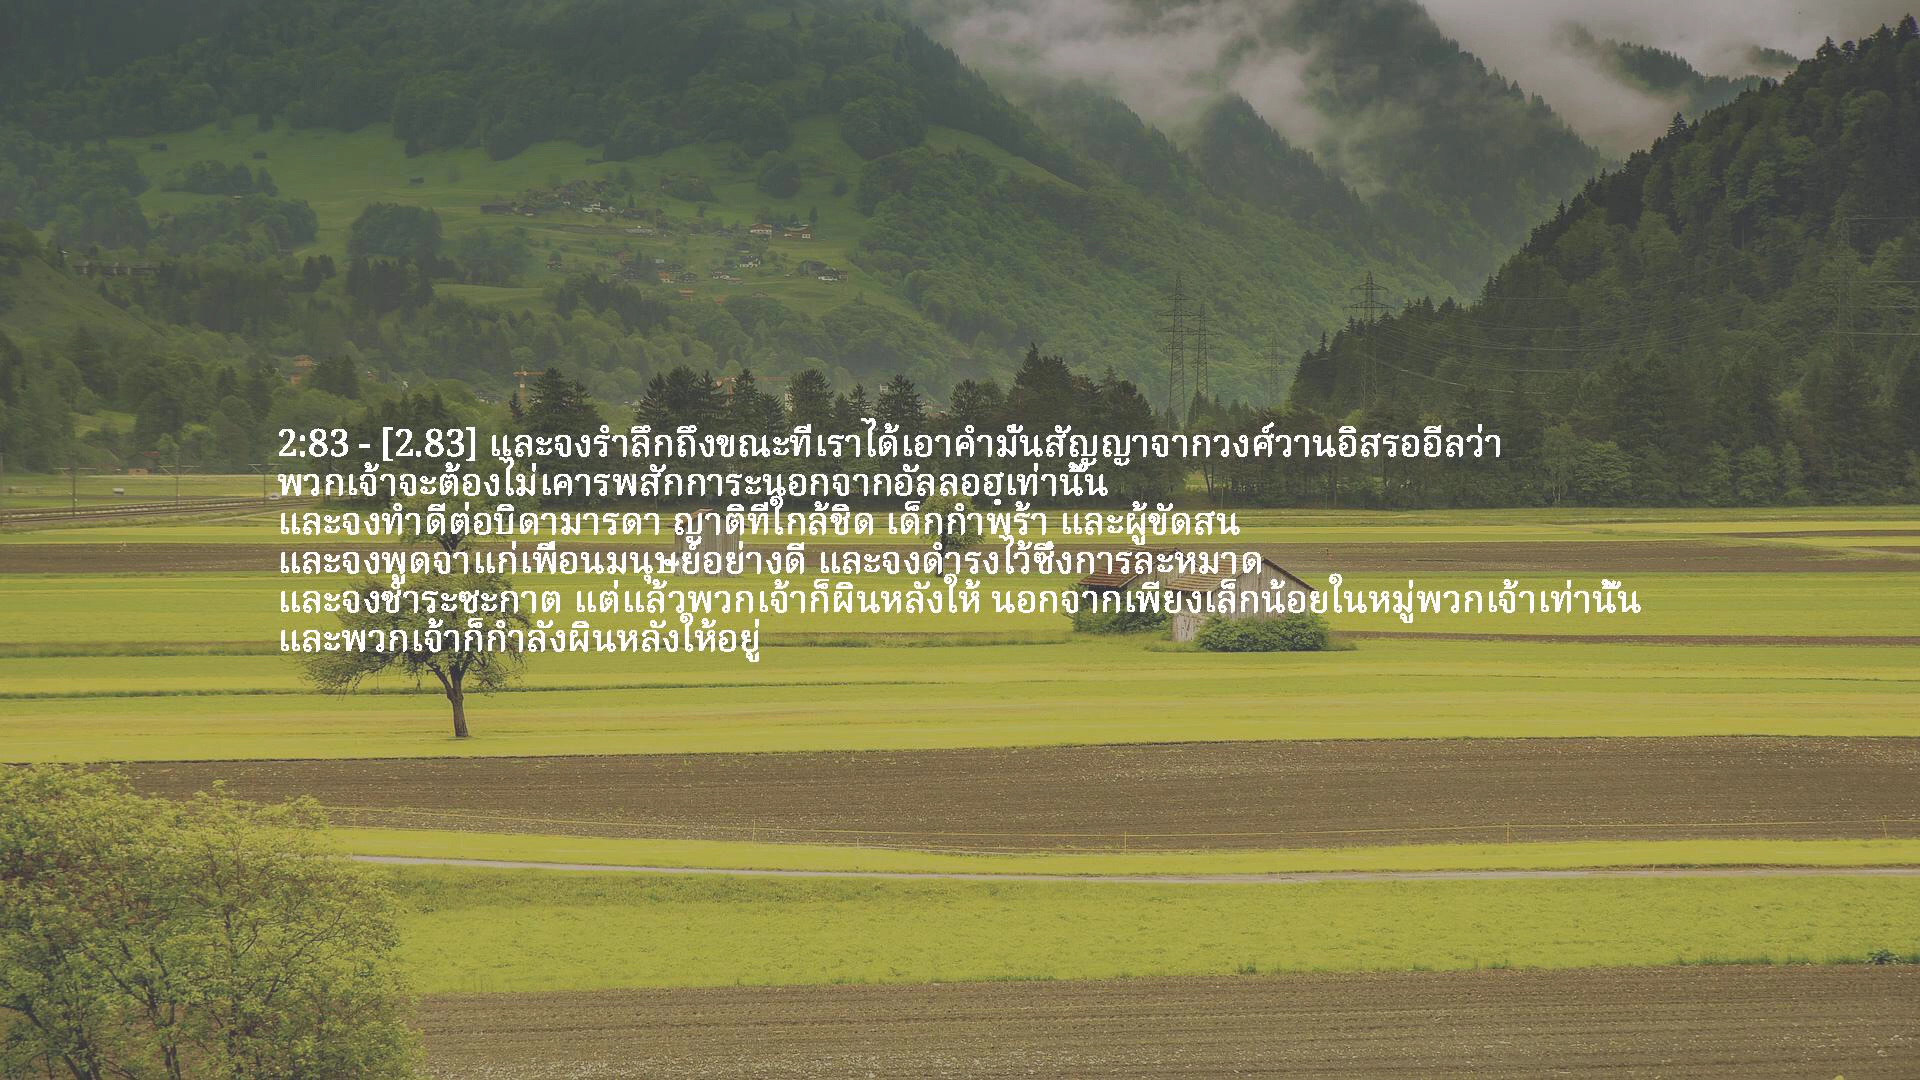 2:83 - [2.83] และจงรำลึกถึงขณะที่เราได้เอาคำมั่นสัญญาจากวงศ์วานอิสรออีลว่า
พวกเจ้าจะต้องไม่เคารพสักการะนอกจากอัลลอฮฺเท่านั้น
และจงทำดีต่อบิดามารดา ญาติที่ใกล้ชิด เด็กกำพร้า และผู้ขัดสน
และจงพูดจาแก่เพื่อนมนุษย์อย่างดี และจงดำรงไว้ซึ่งการละหมาด
และจงชำระซะกาต แต่แล้วพวกเจ้าก็ผินหลังให้ นอกจากเพียงเล็กน้อยในหมู่พวกเจ้าเท่านั้น
และพวกเจ้าก็กำลังผินหลังให้อยู่